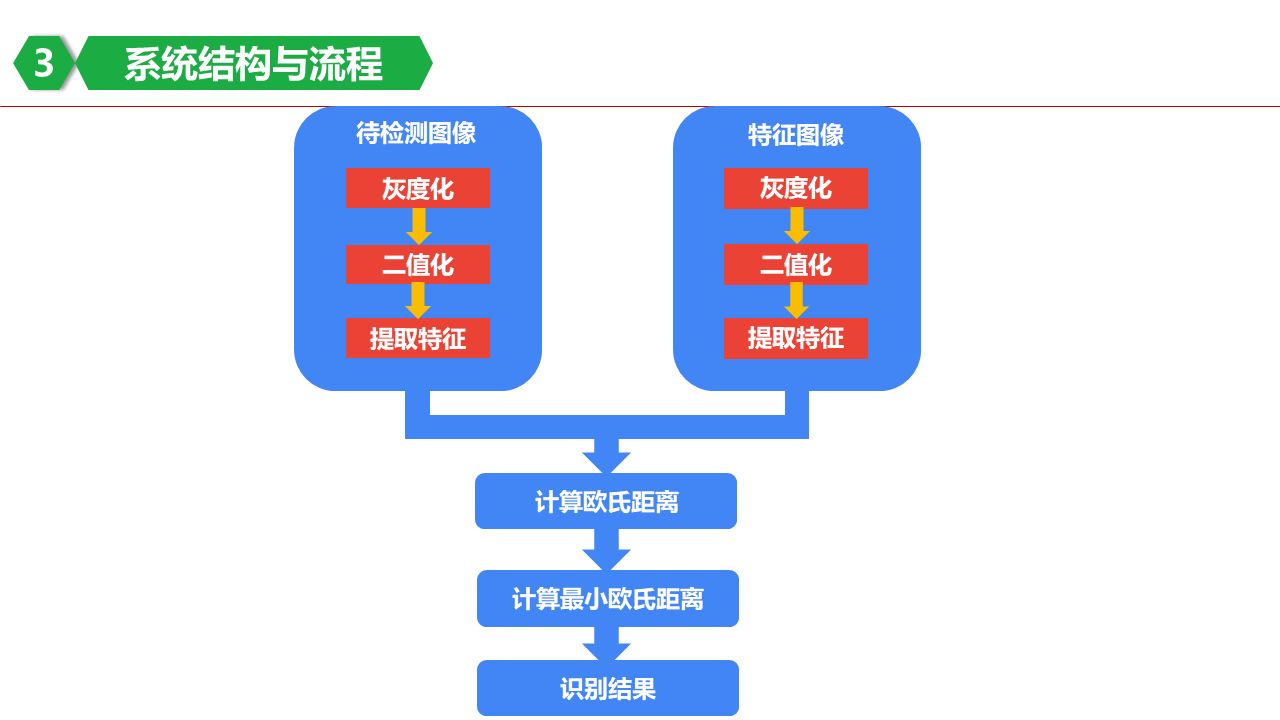 3
系统结构与流程
待检测图像
灰度化
二值化
提取特征
特征图像
灰度化
二值化
提取特征
计算欧氏距离
计算最小欧氏距离
识别结果